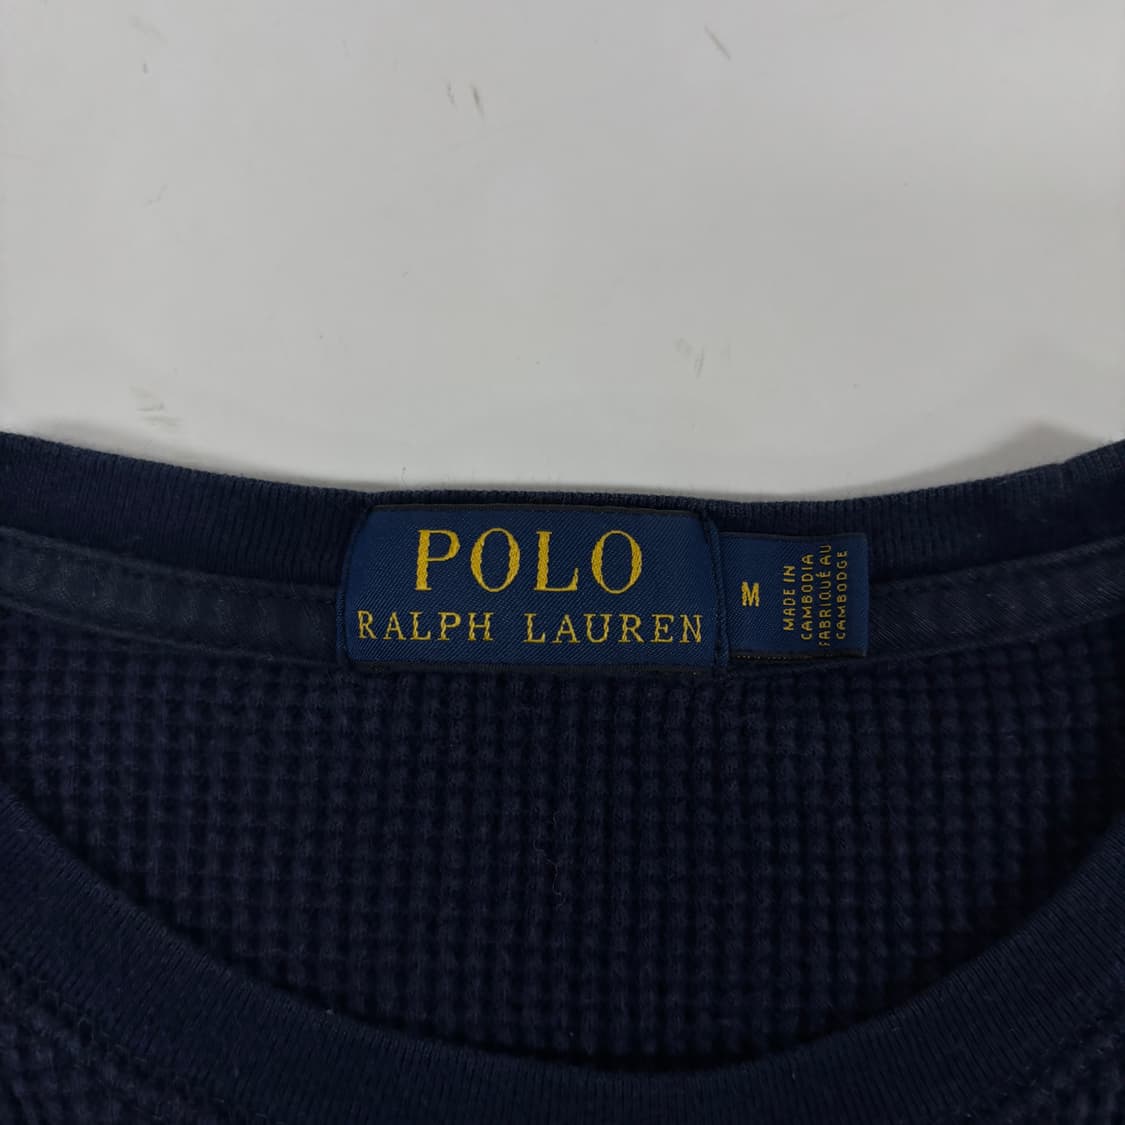 POLO
RALPH LAUREN
M
MADE IN
CAMBODIA
FABRIQUÉ AU
CAMBODGE